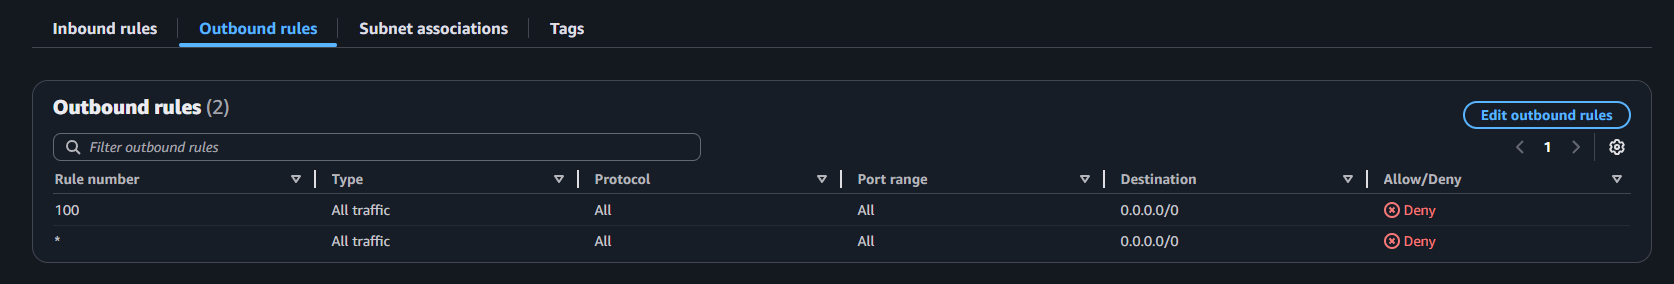 Inbound rules Outbound rules Subnet associations Tags
Outbound rules (2)
Edit outbound rules
Filter outbound rules
1
Rule number Type Protocol Port range Destination Allow/Deny
100 All traffic All All 0.0.0.0/0 Deny
* All traffic All All 0.0.0.0/0 Deny